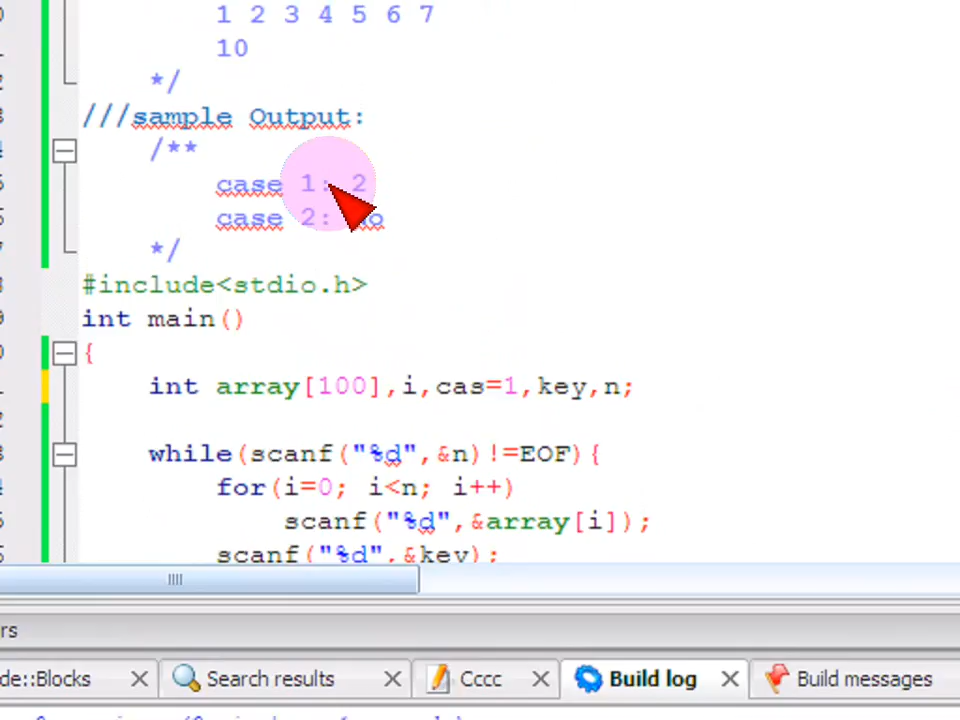 1 2 3 4 5 6 7
10
*/
///sample Output:
/**
case 1: 2
case 2:
*/
#include<stdio.h>
int main()
{
int array[100],i,cas=1,key,n;
while(scanf("%d",&n)!=EOF){
for(i=0; i<n; i++)
scanf("%d",&array[i]);
scanf("%d",&key);
rs
de::Blocks Search results Cccc Build log Build messages